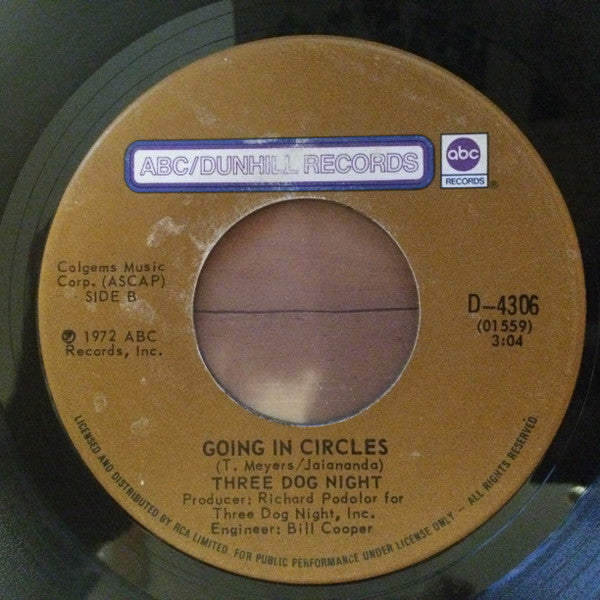 ABC/DUNHILL RECORDS
abc
RECORDS
®
Colgems Music
Corp. (ASCAP)
SIDE B
℗ 1972 ABC
Records, Inc.
D-4306
(01559)
3:04
GOING IN CIRCLES
(T. Meyers/Jaiananda)
THREE DOG NIGHT
Producer: Richard Podolor for
Three Dog Night, Inc.
Engineer: Bill Cooper
LICENSED AND DISTRIBUTED BY RCA LIMITED. FOR PUBLIC PERFORMANCE UNDER LICENSE ONLY — ALL RIGHTS RESERVED.